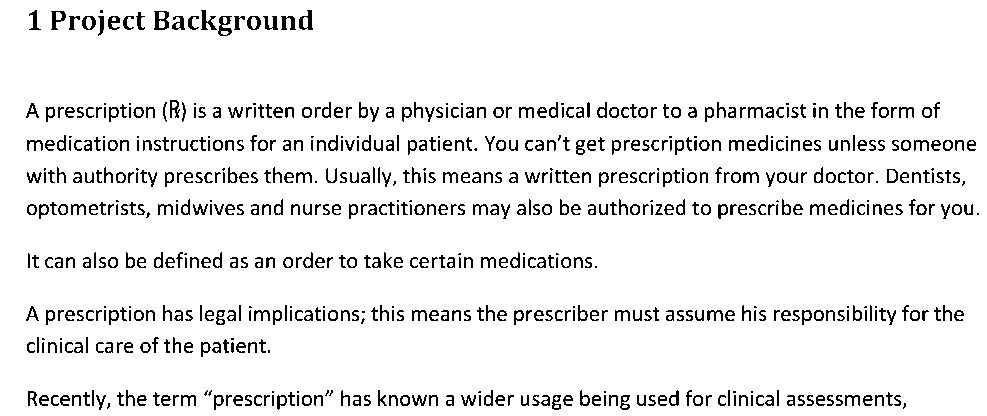 1 Project Background
A prescription (℞) is a written order by a physician or medical doctor to a pharmacist in the form of
medication instructions for an individual patient. You can't get prescription medicines unless someone
with authority prescribes them. Usually, this means a written prescription from your doctor. Dentists,
optometrists, midwives and nurse practitioners may also be authorized to prescribe medicines for you.
It can also be defined as an order to take certain medications.
A prescription has legal implications; this means the prescriber must assume his responsibility for the
clinical care of the patient.
Recently, the term “prescription” has known a wider usage being used for clinical assessments,